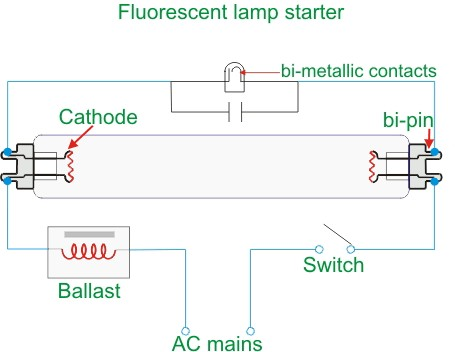 Fluorescent lamp starter
bi-metallic contacts
Cathode
bi-pin
Ballast
Switch
AC mains